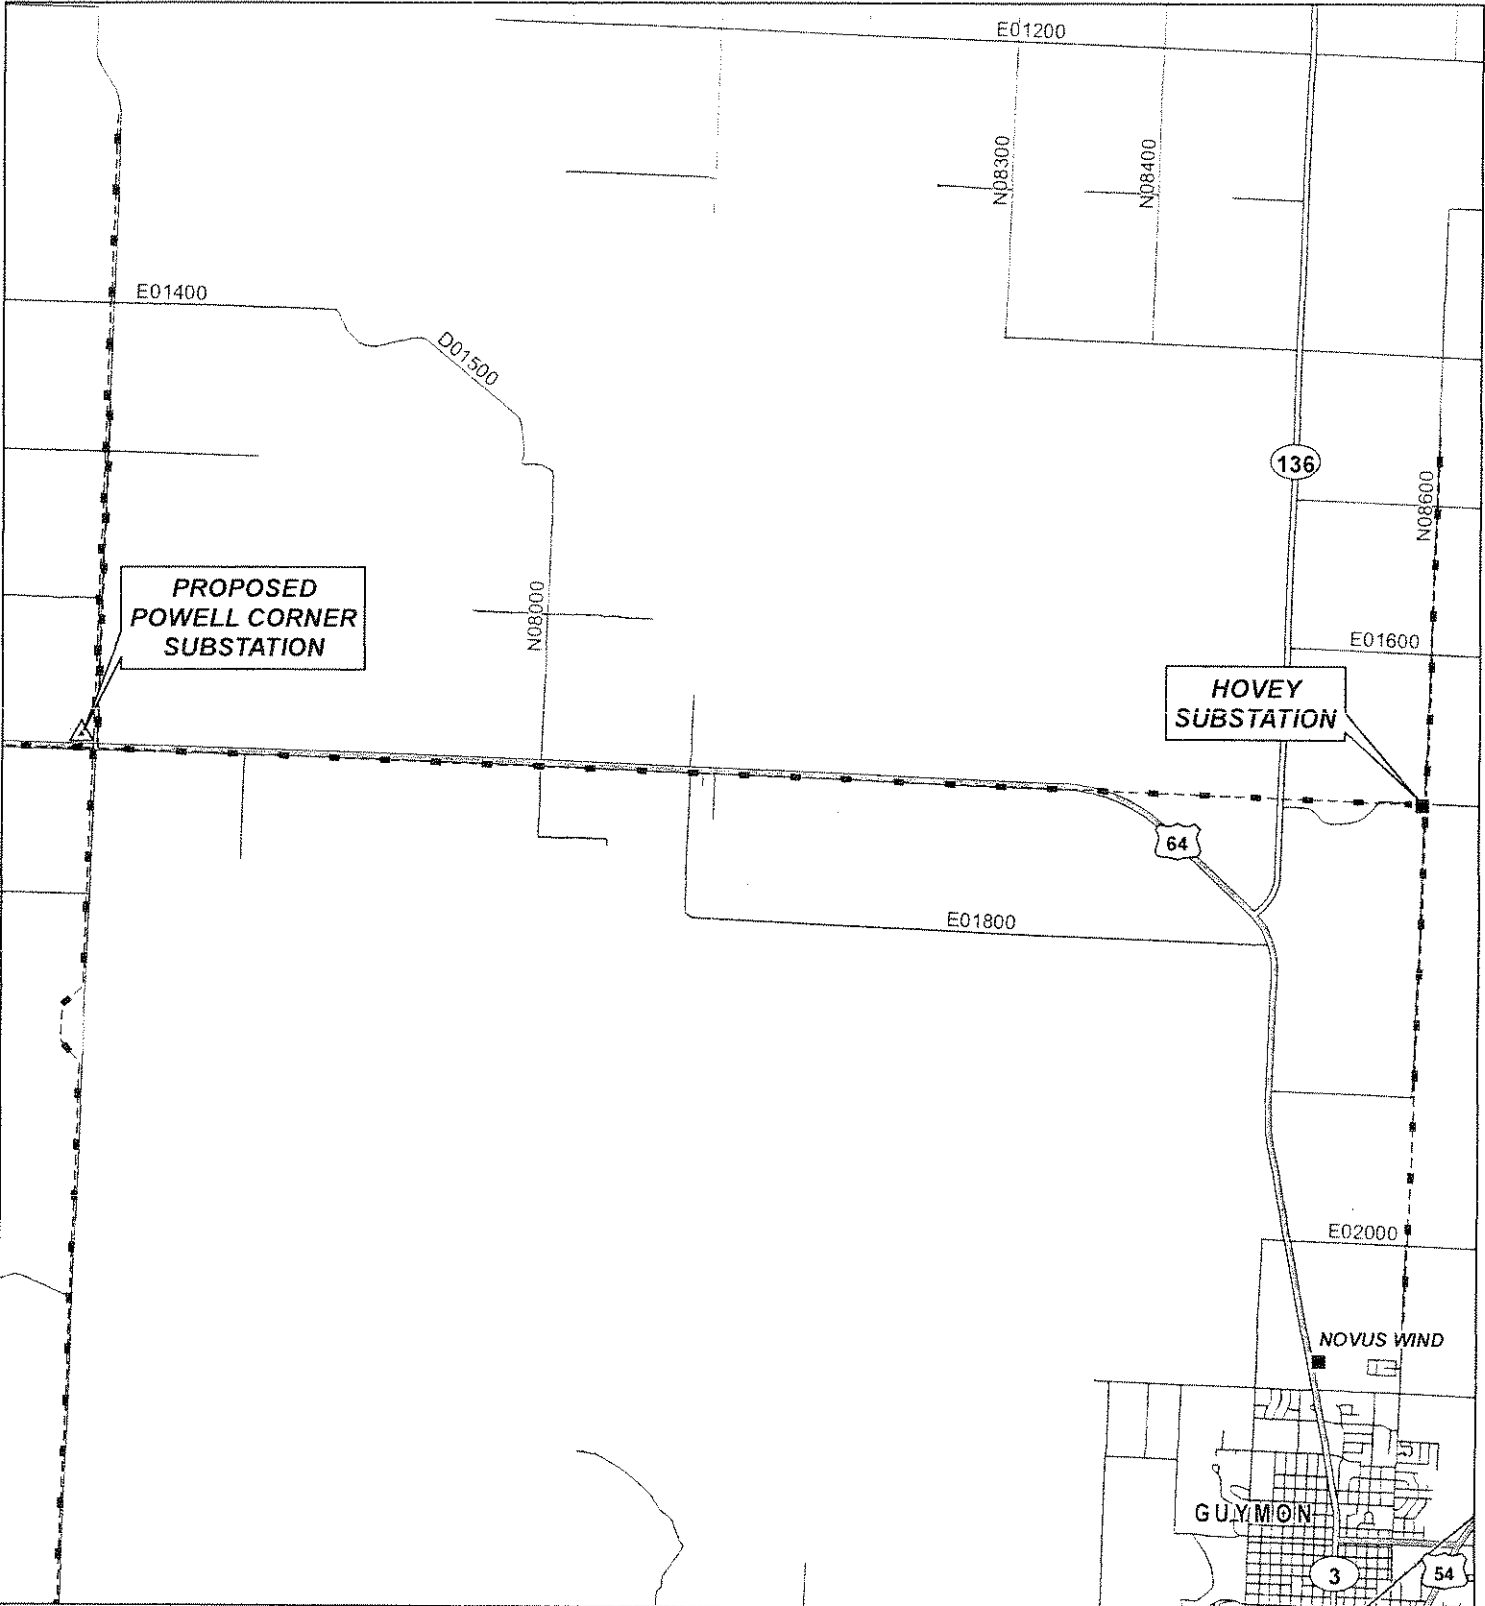 E01200
N08300
N08400
E01400
D01500
136
N08600
PROPOSED
POWELL CORNER
SUBSTATION
N08000
E01600
HOVEY
SUBSTATION
64
E01800
E02000
NOVUS WIND
GUYMON
3
54